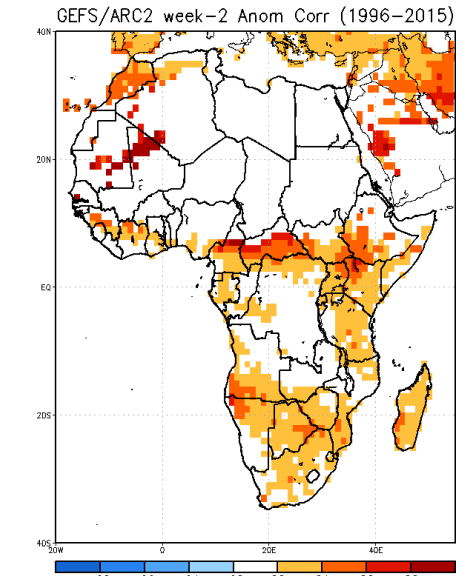 GEFS/ARC2 week-2 Anom Corr (1996-2015)
40N
20N
EQ
20S
40S
20W 0 20E 40E